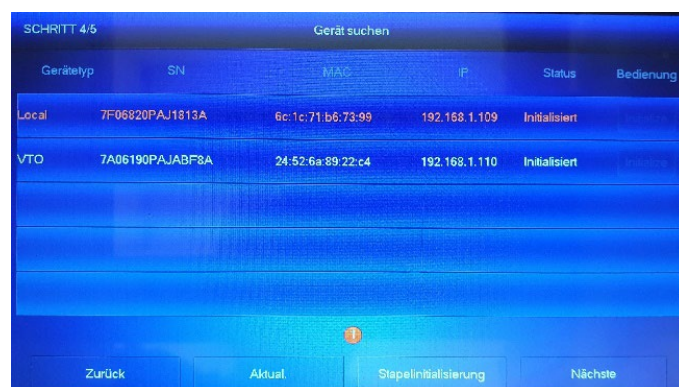 SCHRITT 4/5 Gerät suchen
Gerätetyp SN MAC IP Status Bedienung
Local 7F06820PAJ1813A 6c:1c:71:b6:73:99 192.168.1.109 Initialisiert
VTO 7A06190PAJABF8A 24:52:6a:89:22:c4 192.168.1.110 Initialisiert
Zurück Aktual. Stapelinitialisierung Nächste